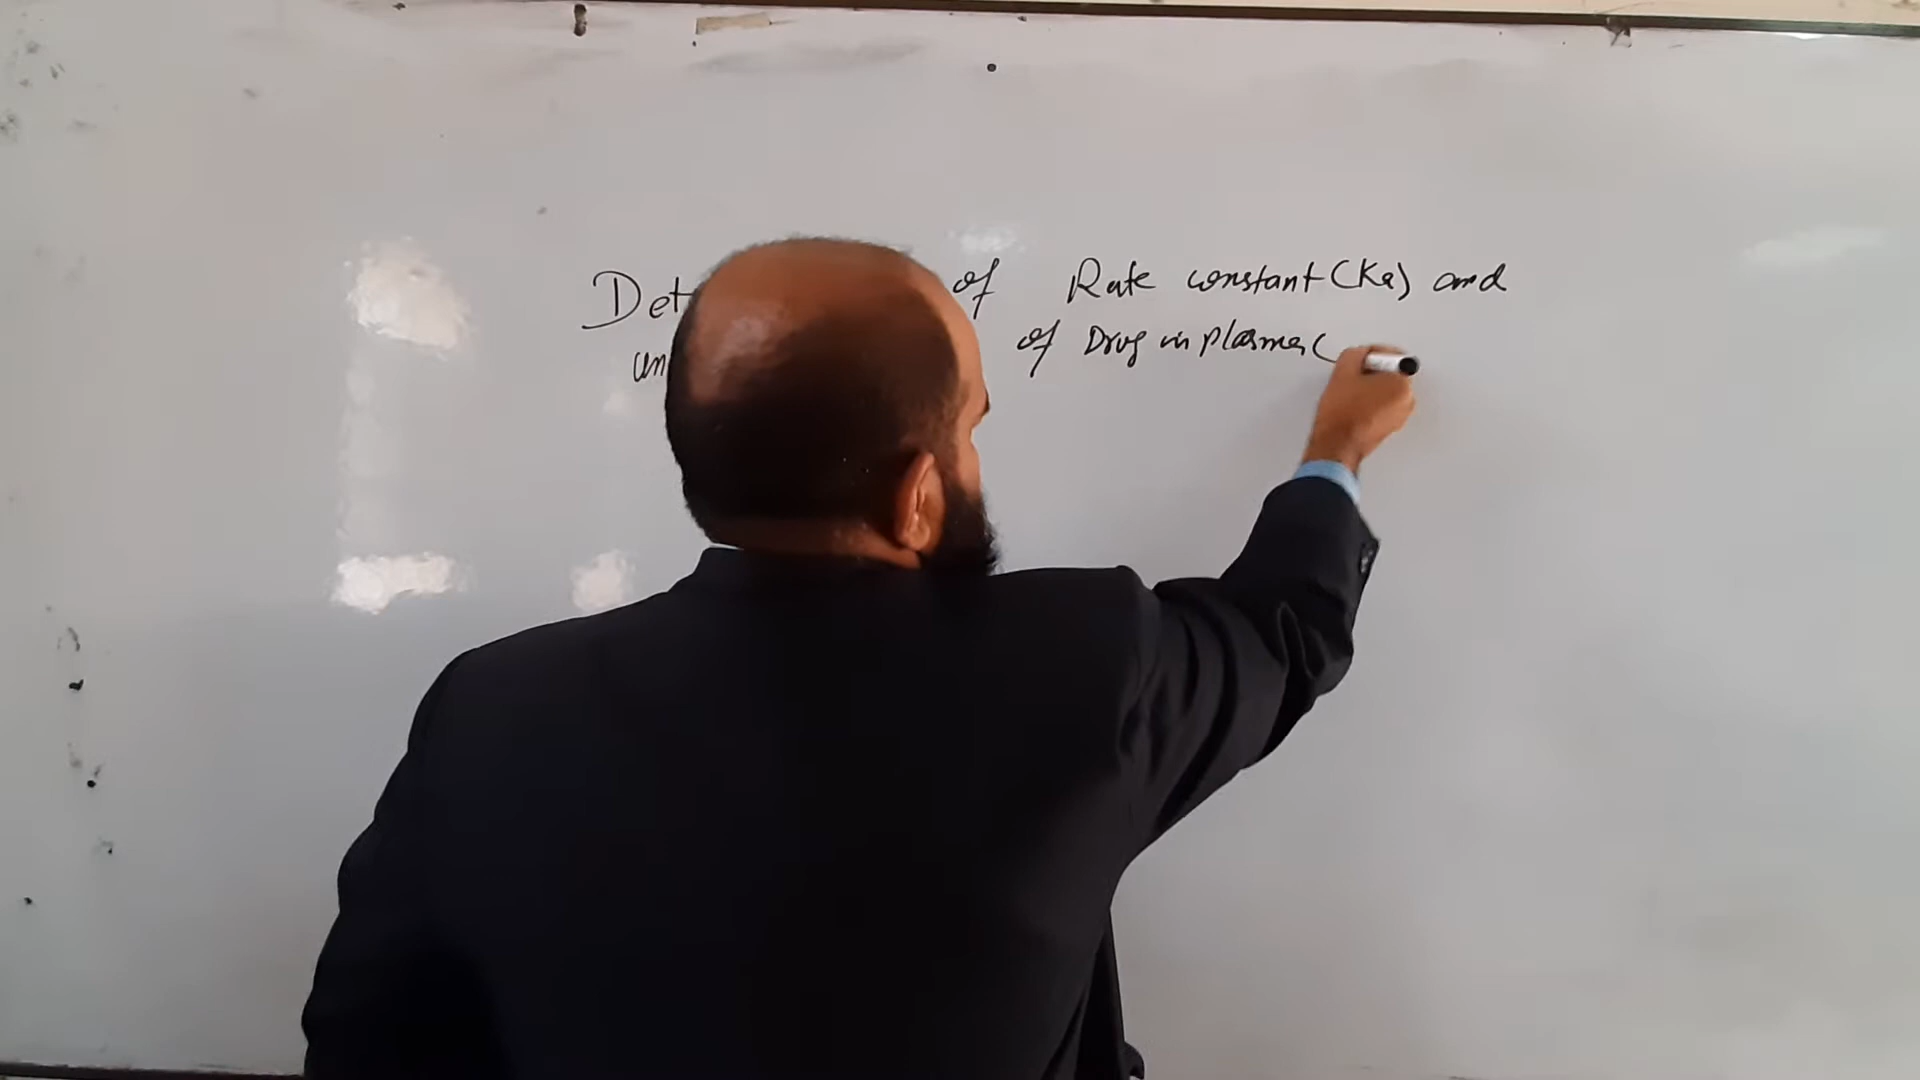 Det of Rate constant (Ka) and
un of Drug in plasma (